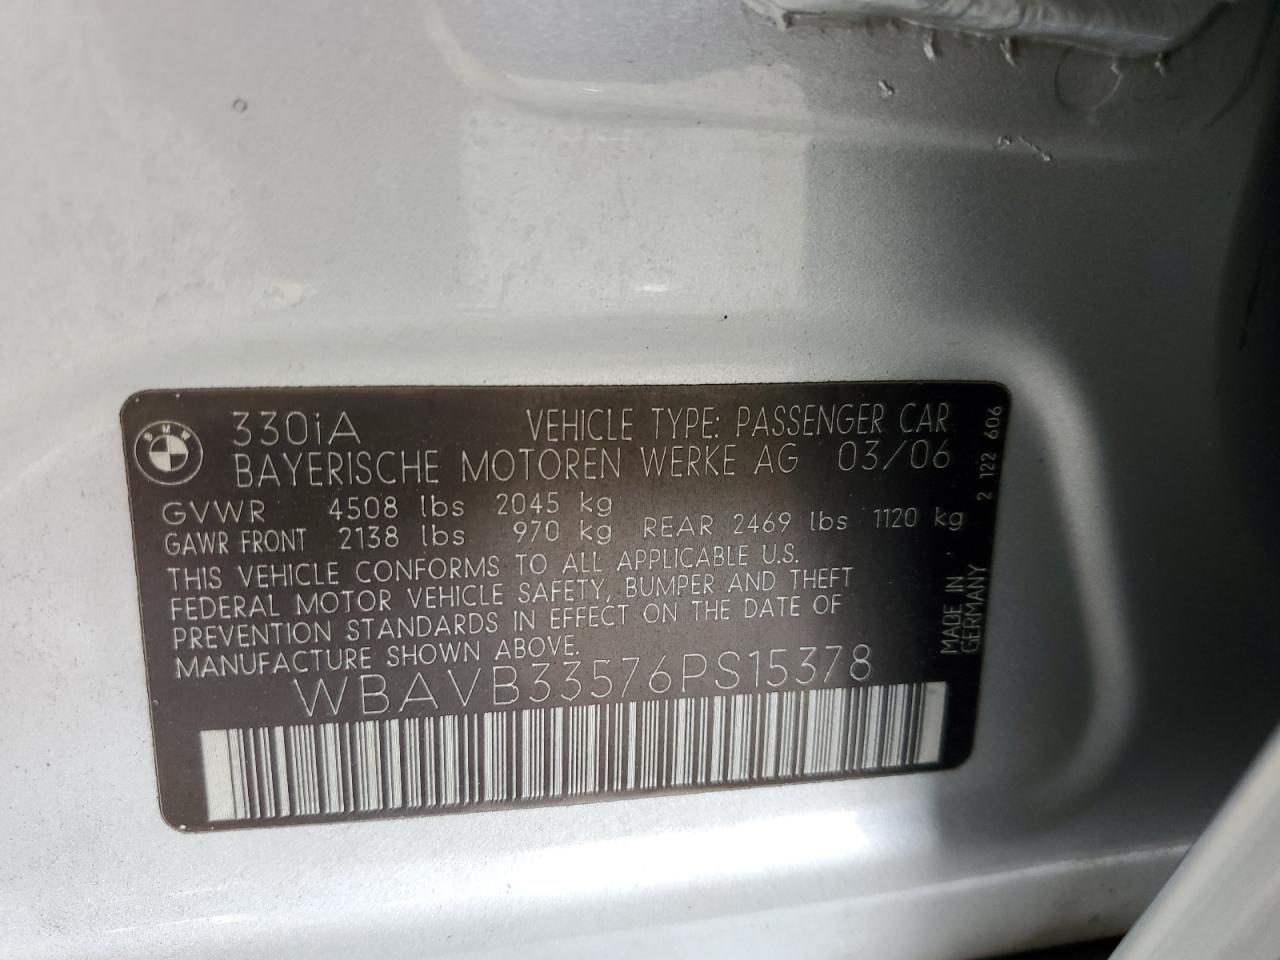 BMW
330iA VEHICLE TYPE: PASSENGER CAR
BAYERISCHE MOTOREN WERKE AG 03/06
GVWR 4508 lbs 2045 kg
GAWR FRONT 2138 lbs 970 kg REAR 2469 lbs 1120 kg
THIS VEHICLE CONFORMS TO ALL APPLICABLE U.S.
FEDERAL MOTOR VEHICLE SAFETY, BUMPER AND THEFT
PREVENTION STANDARDS IN EFFECT ON THE DATE OF
MANUFACTURE SHOWN ABOVE.
WBAVB33576PS15378
MADE IN
GERMANY 2 122 606